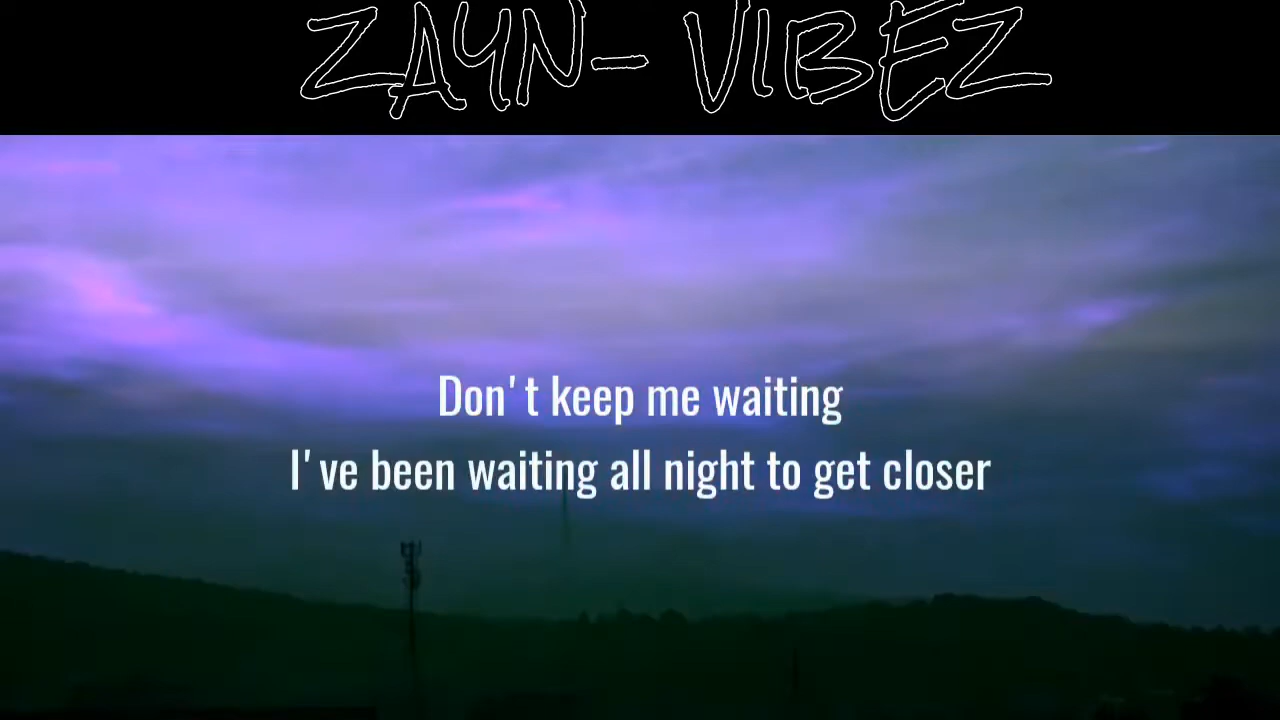 ZAYN- VIBEZ
Don't keep me waiting
I've been waiting all night to get closer